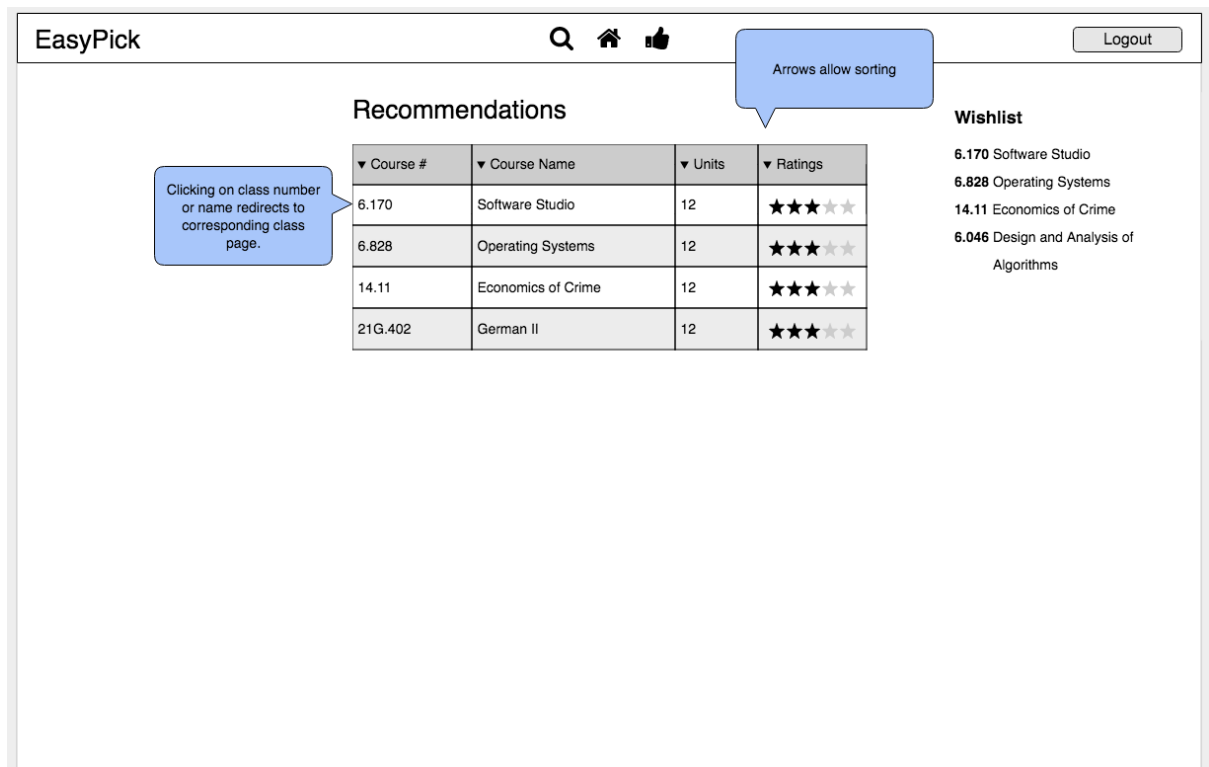 EasyPick
Logout
Arrows allow sorting
Recommendations
▼ Course # ▼ Course Name ▼ Units ▼ Ratings
6.170 Software Studio 12
6.828 Operating Systems 12
14.11 Economics of Crime 12
21G.402 German II 12
Clicking on class number
or name redirects to
corresponding class
page.
Wishlist
6.170 Software Studio
6.828 Operating Systems
14.11 Economics of Crime
6.046 Design and Analysis of
Algorithms